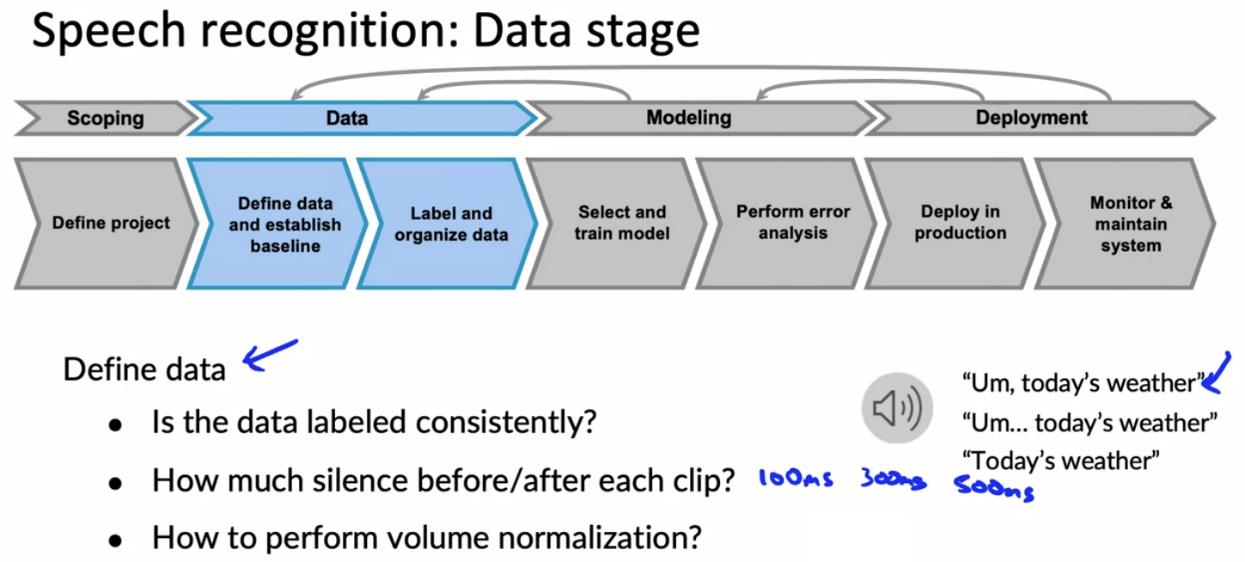 Speech recognition: Data stage
Scoping
Data
Modeling
Deployment
Define project
Define data
and establish
baseline
Label and
organize data
Select and
train model
Perform error
analysis
Deploy in
production
Monitor &
maintain
system
Define data
• Is the data labeled consistently?
• How much silence before/after each clip? 100ms 300ms 500ms
• How to perform volume normalization?
“Um, today’s weather”
“Um... today’s weather”
“Today’s weather”